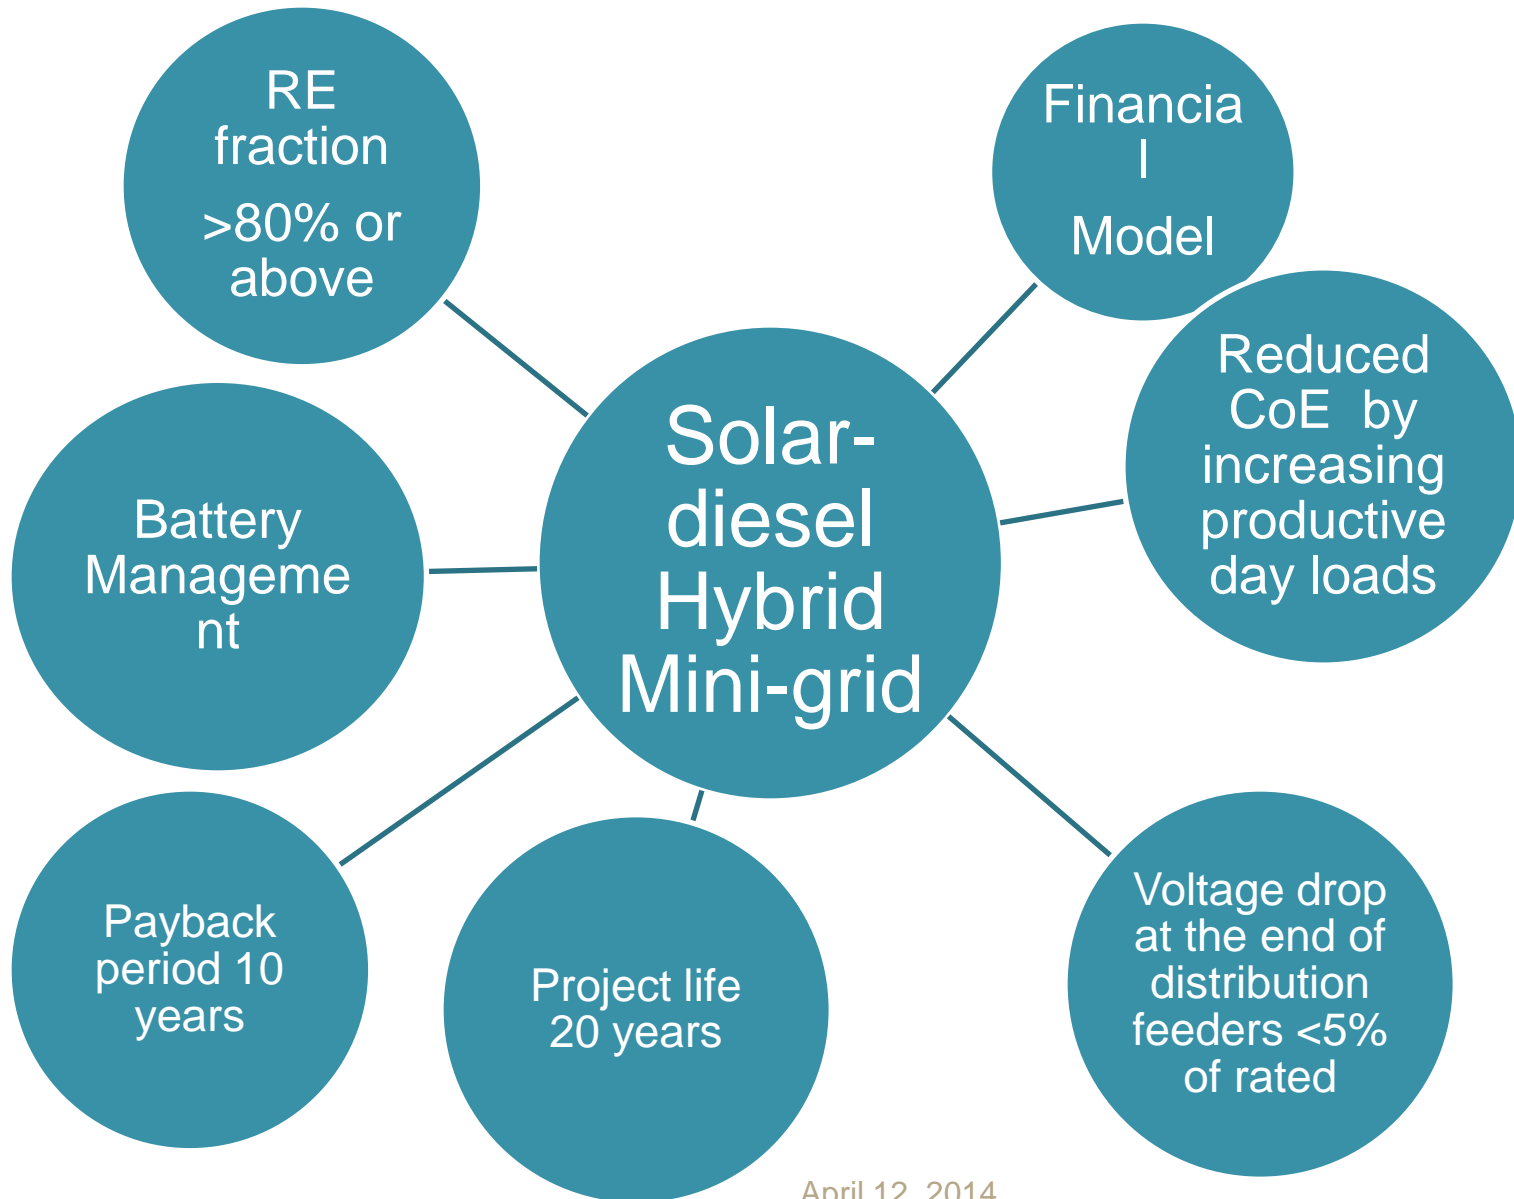 RE
fraction
>80% or
above
Financia
l
Model
Reduced
CoE by
increasing
productive
day loads
Solar-
diesel
Hybrid
Mini-grid
Battery
Manageme
nt
Payback
period 10
years
Project life
20 years
Voltage drop
at the end of
distribution
feeders <5%
of rated
April 12, 2014